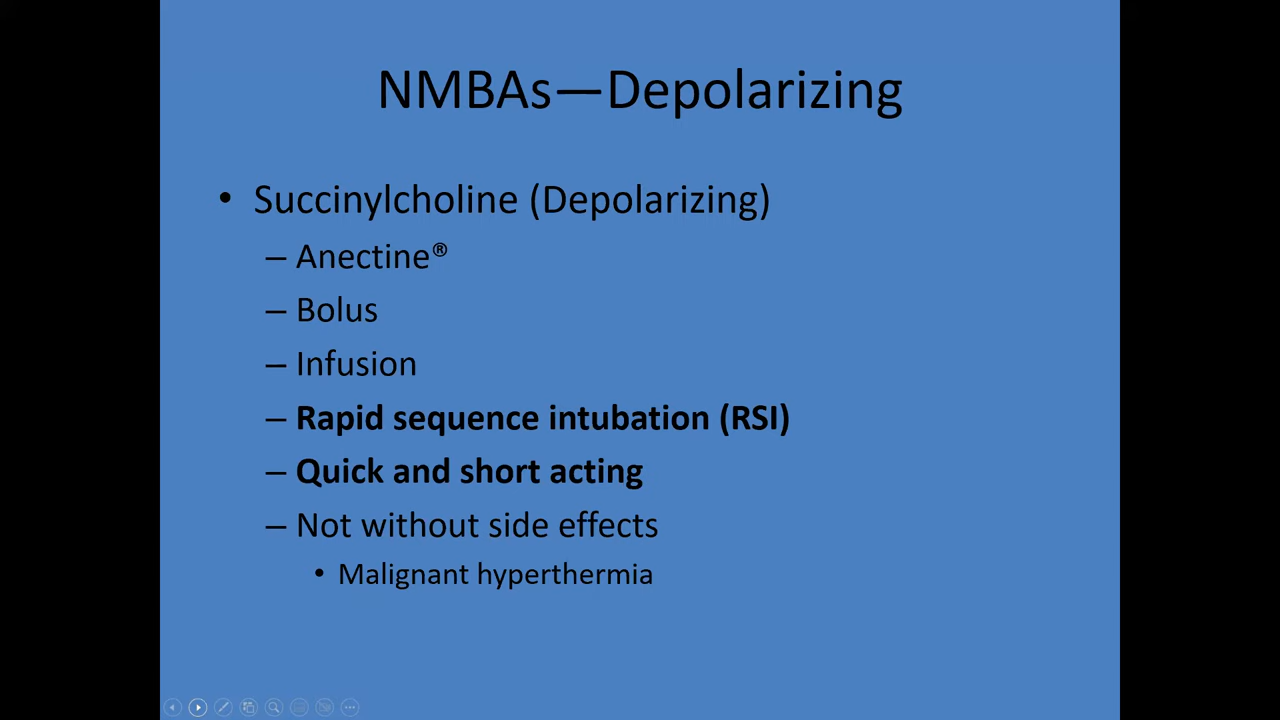 NMBAs—Depolarizing
• Succinylcholine (Depolarizing)
– Anectine®
– Bolus
– Infusion
– Rapid sequence intubation (RSI)
– Quick and short acting
– Not without side effects
• Malignant hyperthermia